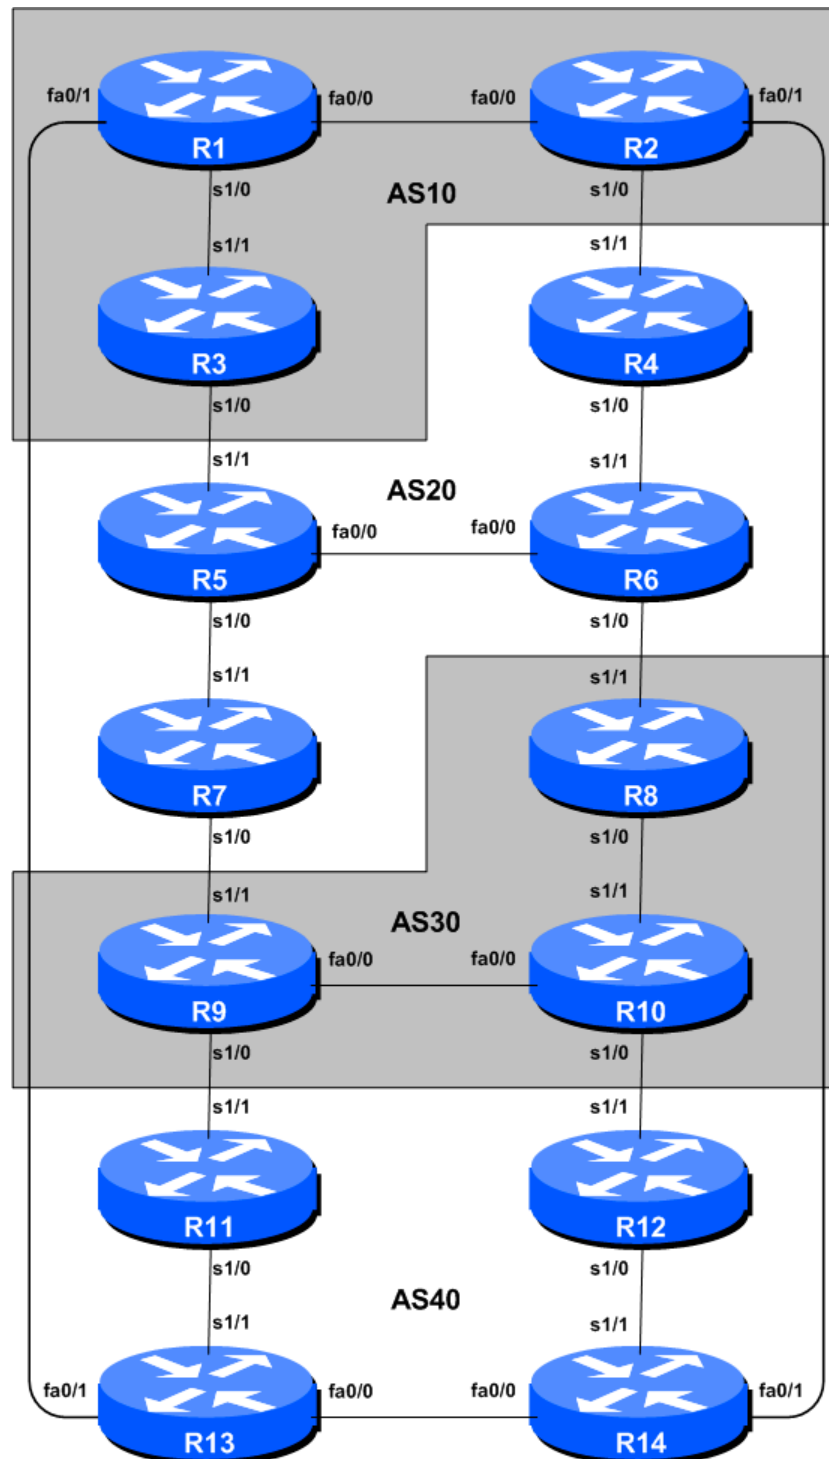 fa0/1 fa0/0 fa0/0 fa0/1
R1 R2
s1/0 AS10 s1/0
s1/1 s1/1
R3 R4
s1/0 s1/0
s1/1 AS20 s1/1
fa0/0 fa0/0
R5 R6
s1/0 s1/0
s1/1 s1/1
R7 R8
s1/0 s1/0
s1/1 AS30 s1/1
fa0/0 fa0/0
R9 R10
s1/0 s1/0
s1/1 s1/1
R11 R12
s1/0 s1/0
AS40
s1/1 s1/1
fa0/1 fa0/0 fa0/0 fa0/1
R13 R14